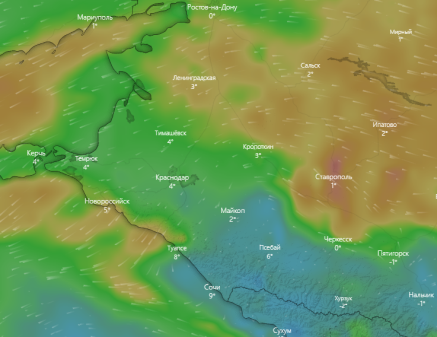 Ростов-на-Дону
0°
Мариуполь
1°
Мирный
1°
Сальск
2°
Ленинградская
3°
Ипатово
2°
Тимашёвск
4°
Кропоткин
3°
Керчь
4°
Темрюк
4°
Краснодар
4°
Ставрополь
1°
Новороссийск
5°
Майкоп
2°
Черкесск
0°
Туапсе
8°
Псебай
6°
Пятигорск
-1°
Сочи
9°
Хурзук
-2°
Нальчик
-1°
Сухум